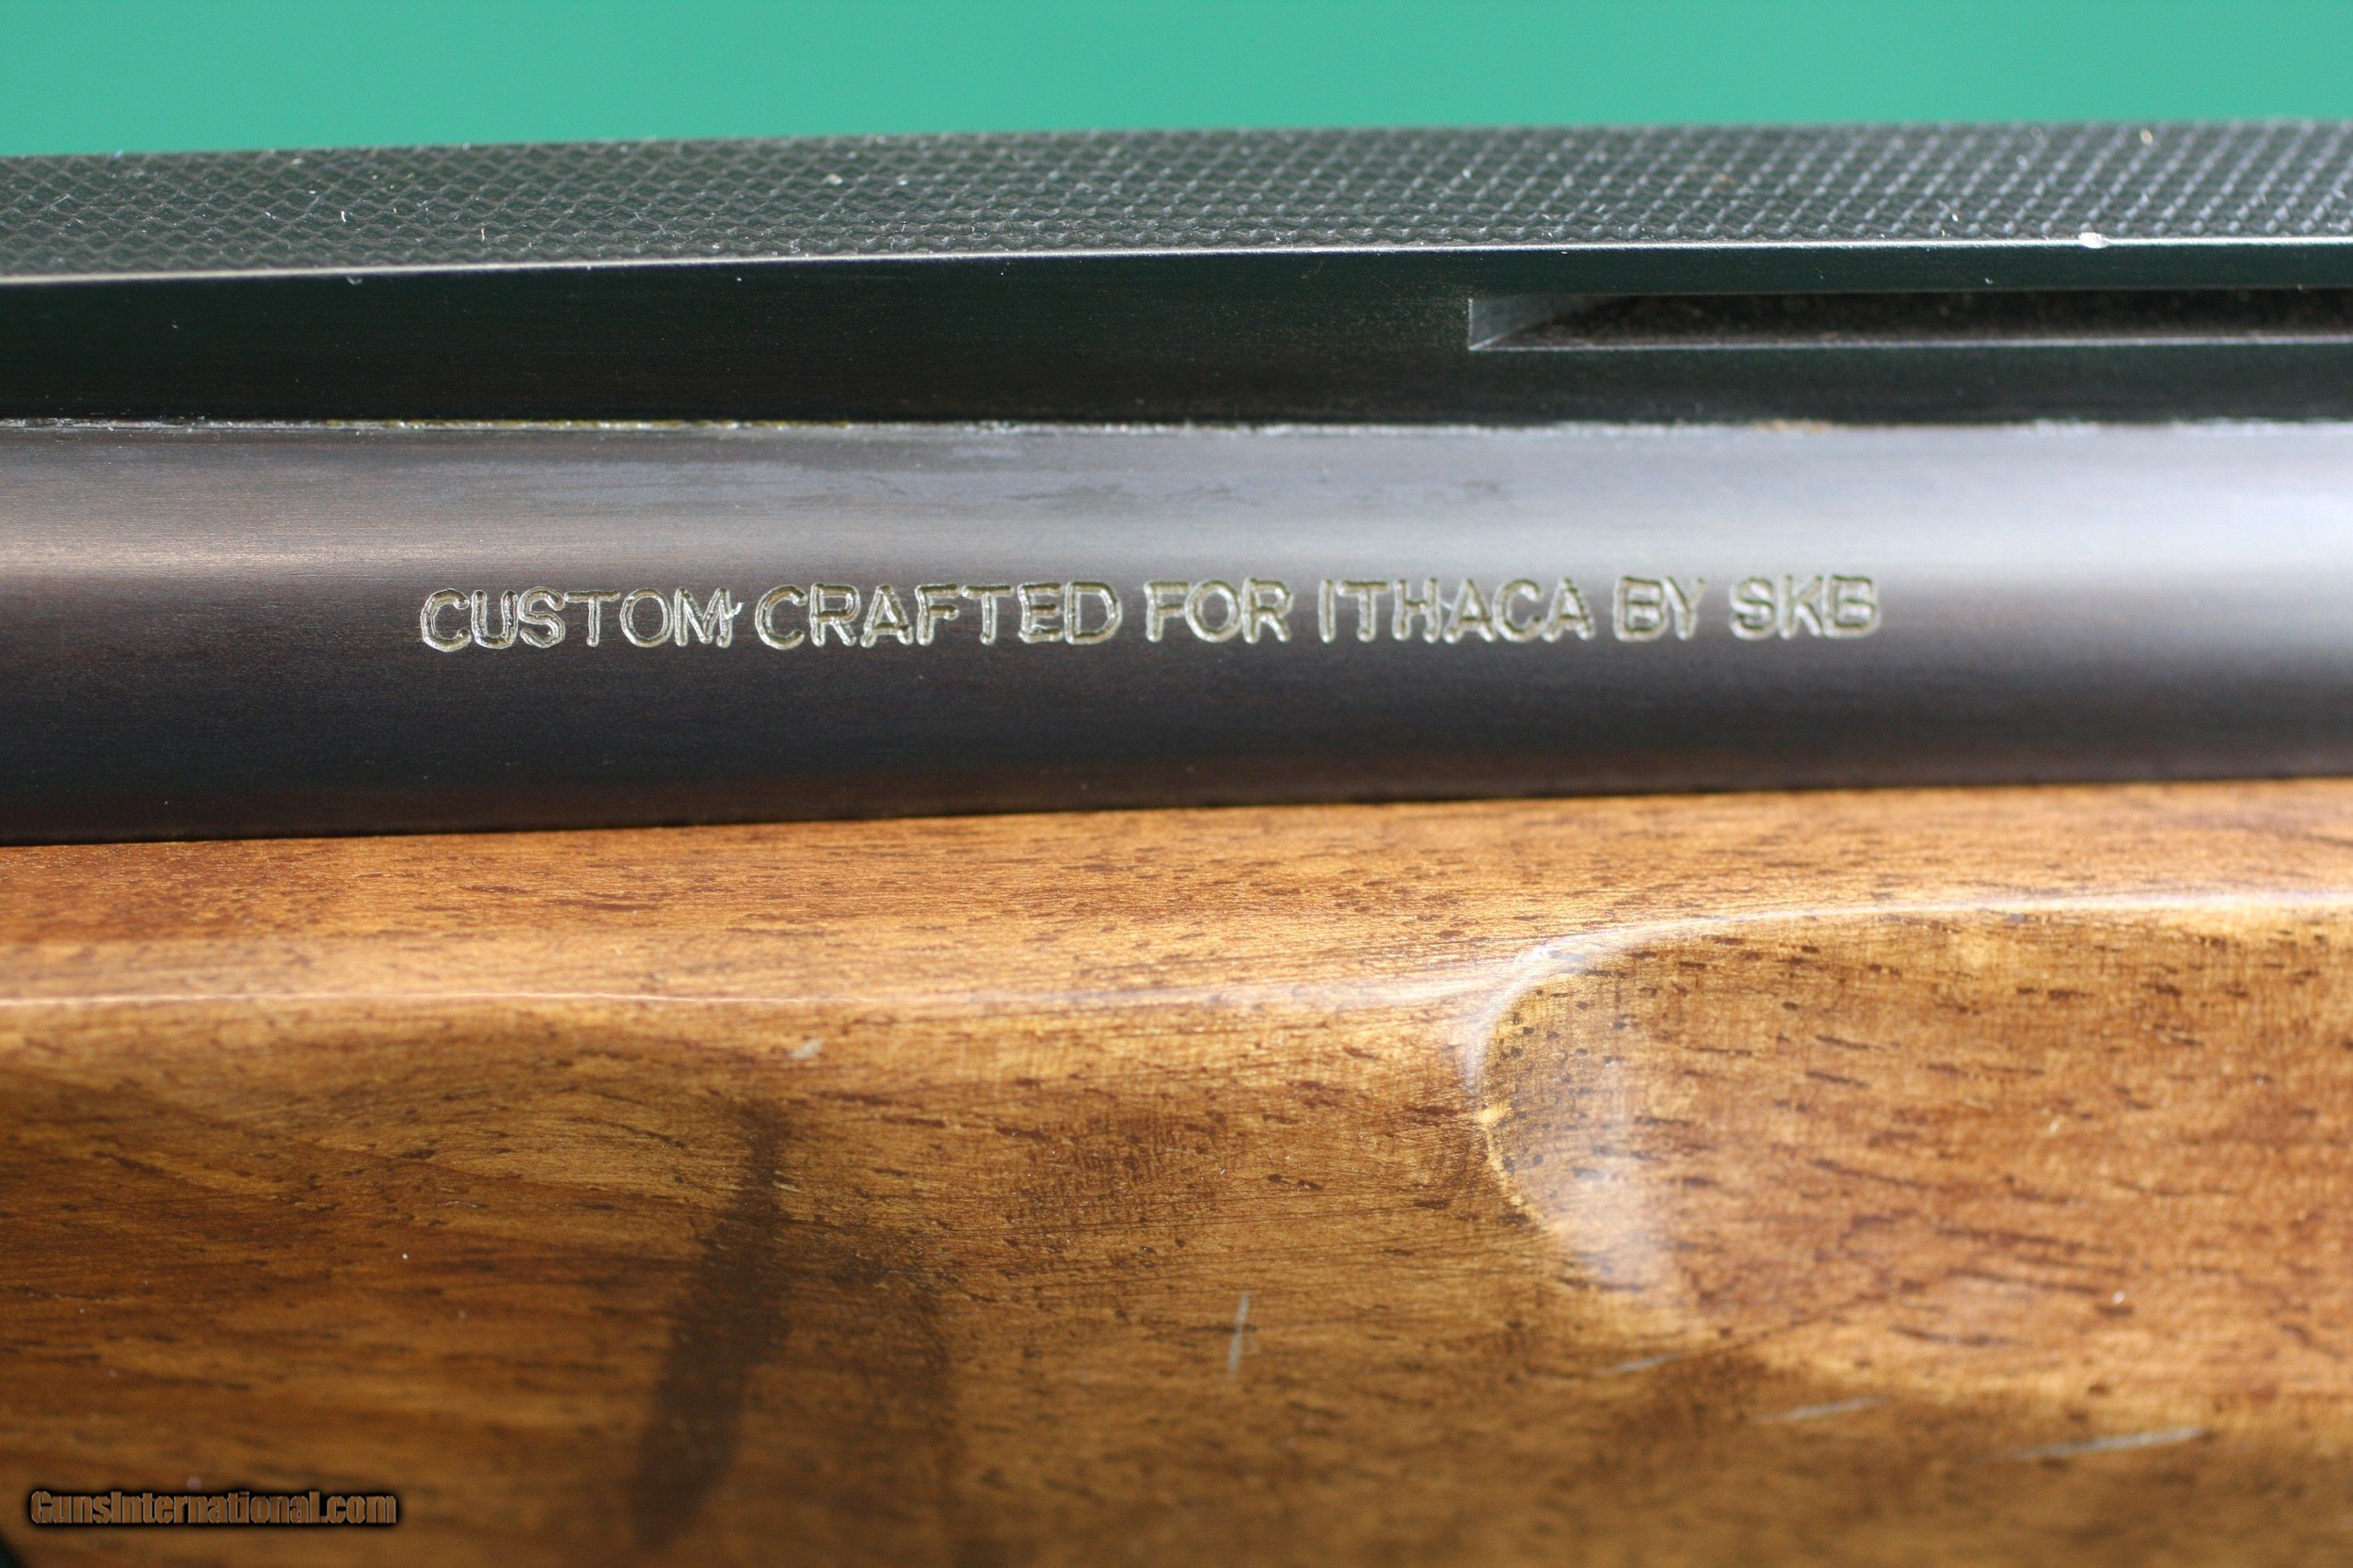 CUSTOM CRAFTED FOR ITHACA BY SKB
GunsInternational.com